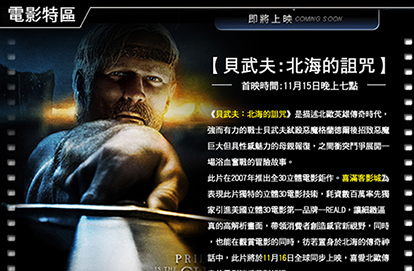 電影特區
即將上映 COMING SOON
【貝武夫:北海的詛咒】
首映時間:11月15日晚上七點
《貝武夫:北海的詛咒》是描述北歐英雄傳奇時代,
強而有力的戰士貝武夫弒殺惡魔格蘭德爾後招致惡魔
巨大但具性感魅力的母親報復,之間衝突鬥爭展開一
場浴血奮戰的冒險故事。
此片在2007年推出全3D立體電影鉅作。喜滿客影城為
表現此片獨特的立體3D電影技術,耗資數百萬率先獨
家引進美國立體3D電影第一品牌—REALD,讓細緻逼
真的高解析畫面,帶領消費者創造感官新視野,同時
,也能在觀賞電影的同時,彷若置身於北海的傳奇神
話中,此片將於11月16日全球同步上映,喜愛北歐傳
PRI
IS THE